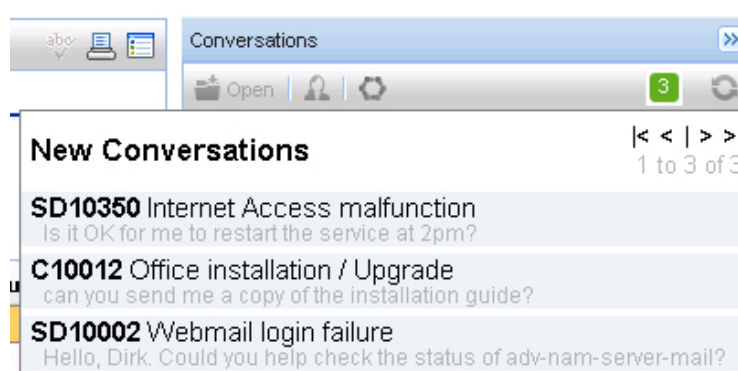 abc
Conversations
Open
3
New Conversations
|< < | > >
1 to 3 of 3
SD10350 Internet Access malfunction
Is it OK for me to restart the service at 2pm?
C10012 Office installation / Upgrade
can you send me a copy of the installation guide?
SD10002 Webmail login failure
Hello, Dirk. Could you help check the status of adv-nam-server-mail?